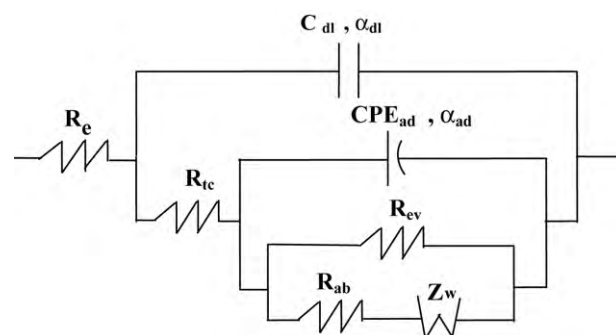 C dl , αdl
CPEad , αad
Re
Rtc
Rev
Rab
Zw